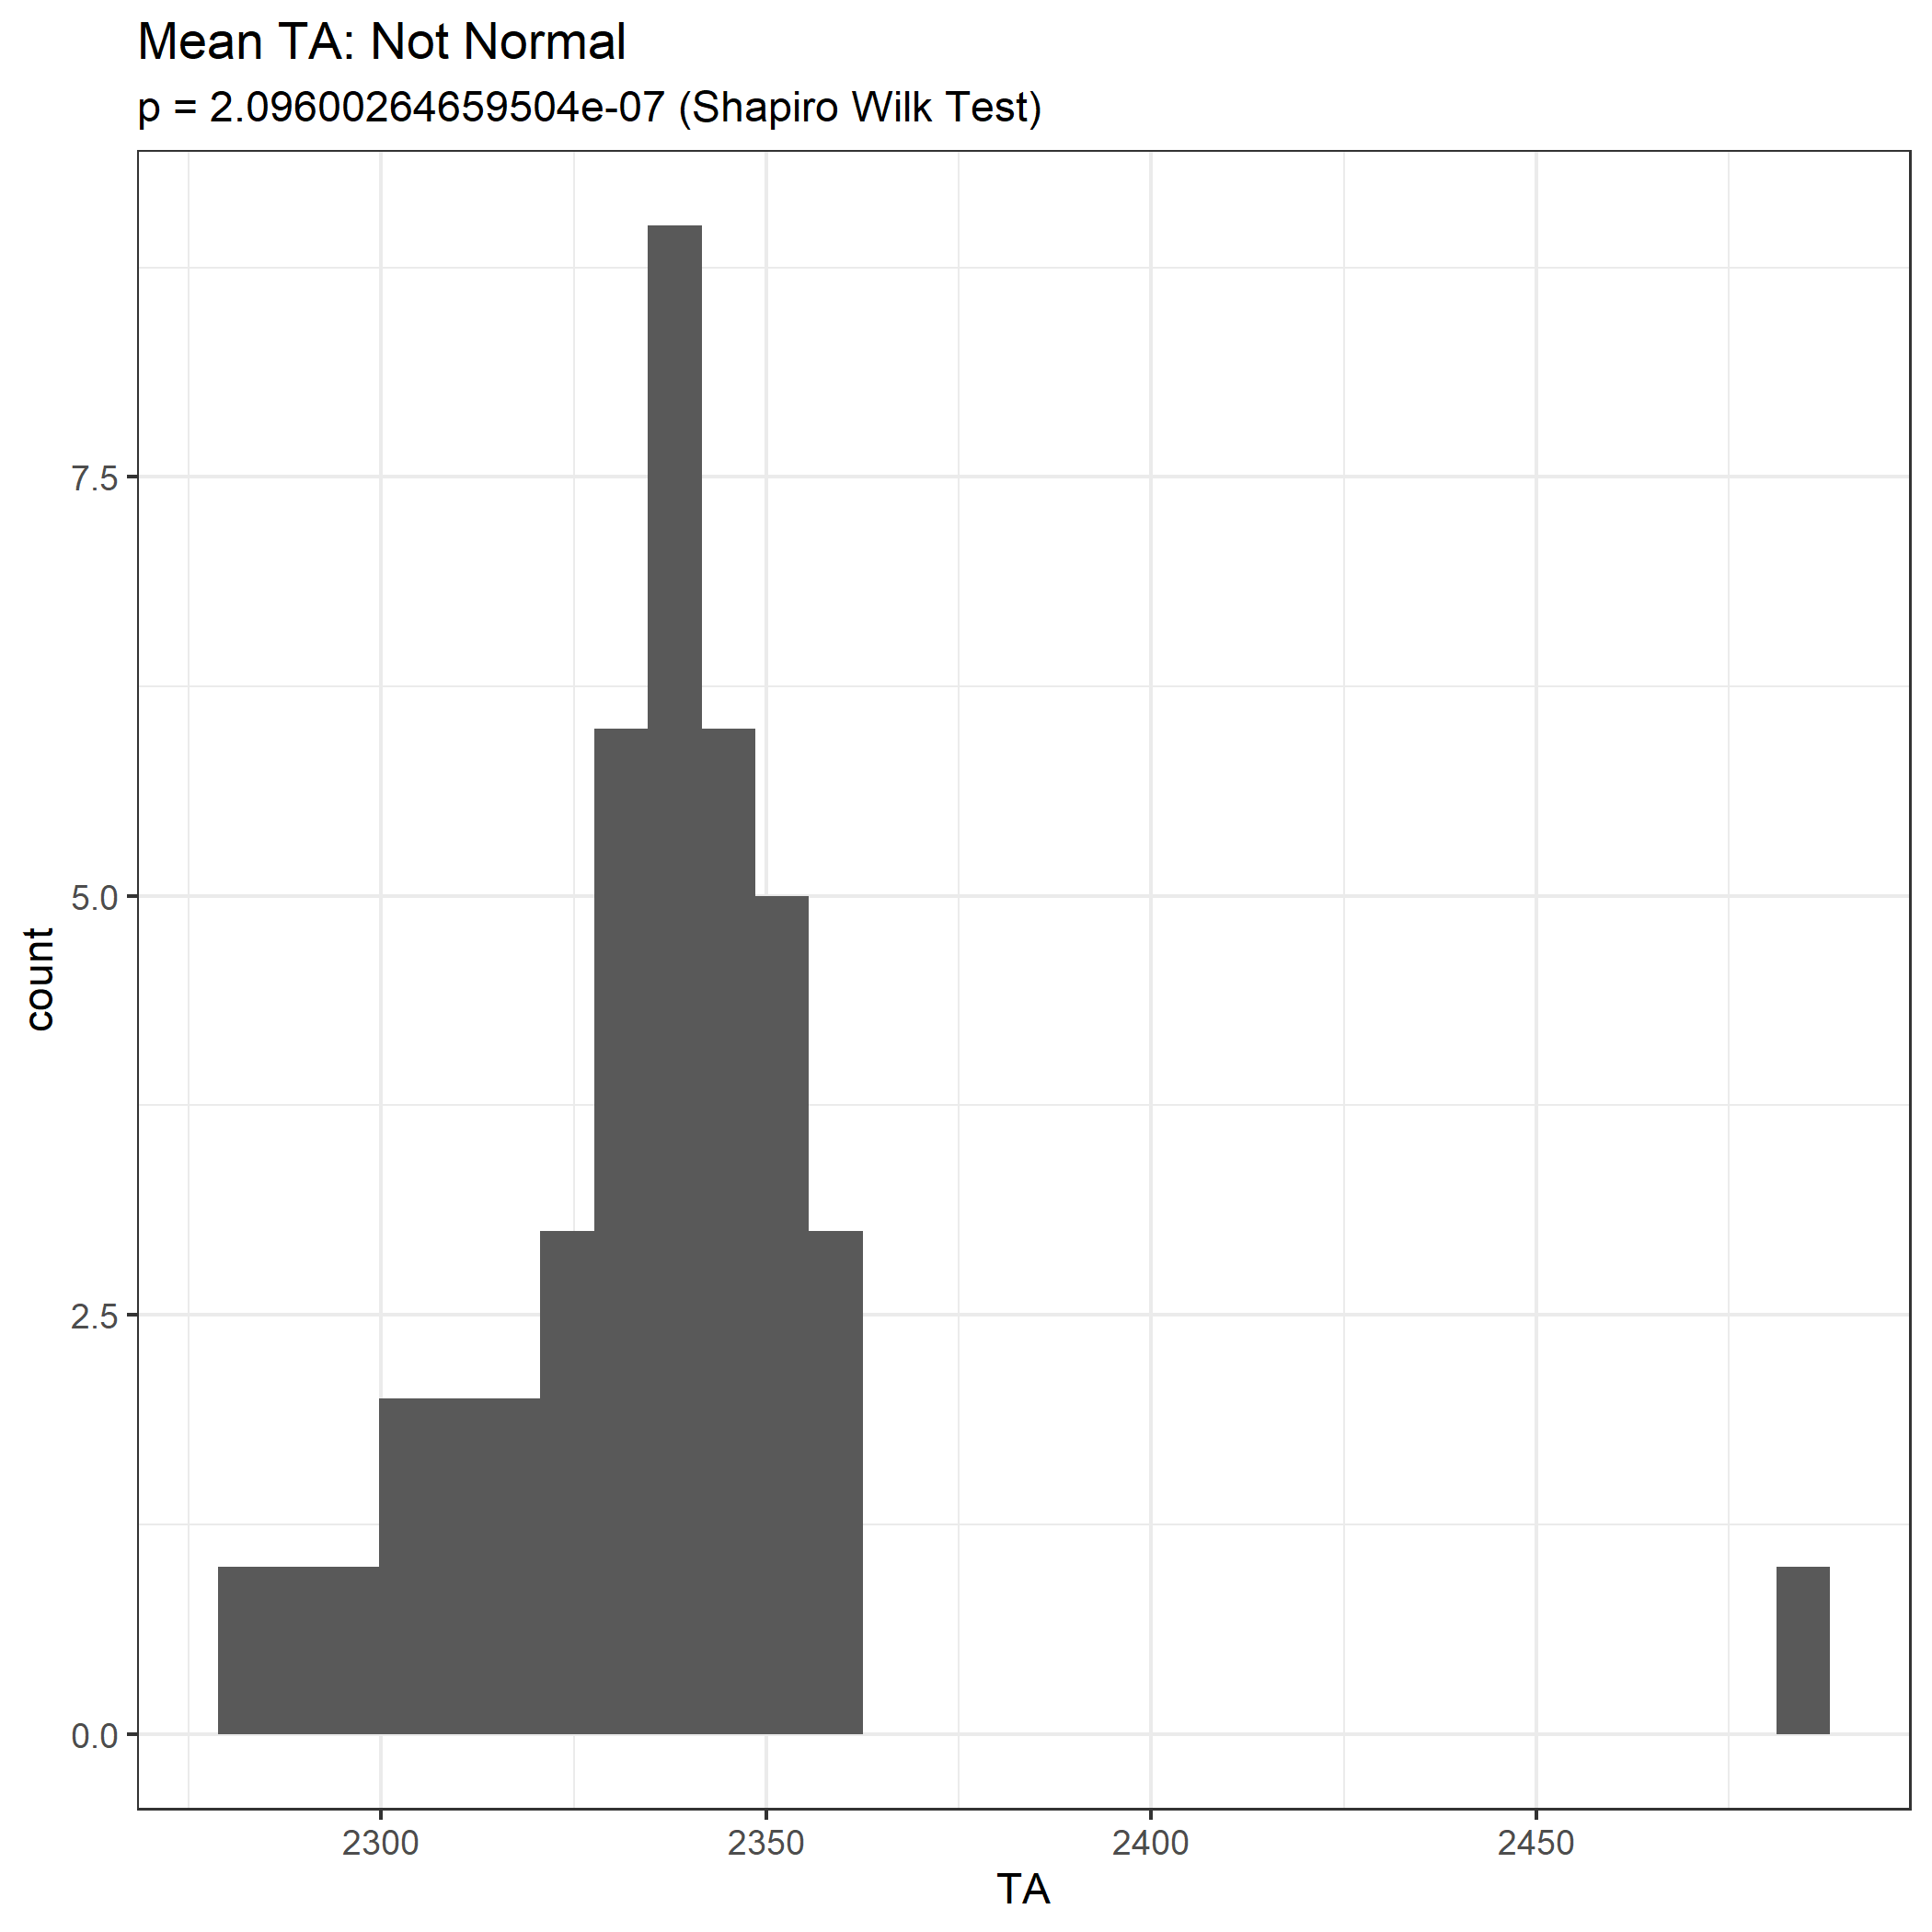 Mean TA: Not Normal
p = 2.09600264659504e-07 (Shapiro Wilk Test)
7.5
5.0
2.5
0.0
count
2300
2350
2400
2450
TA